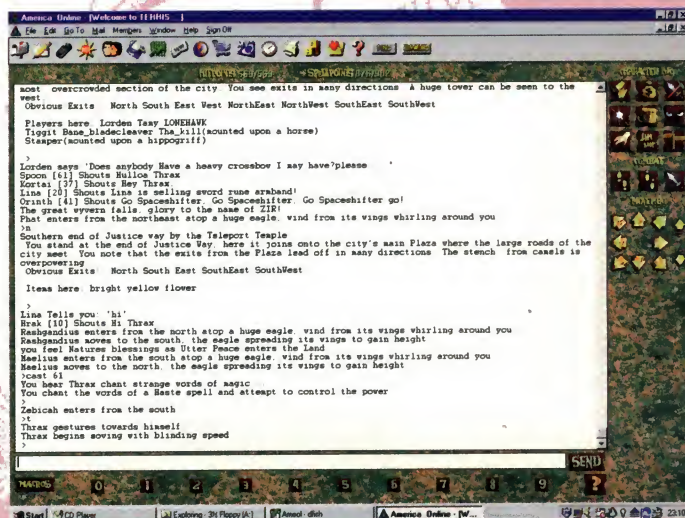 America Online - [Welcome to TERRIS ]
File Edit Go To Mail Members Window Help Sign Off
most overcrowded section of the city. You see exits in many directions A huge tover can be seen to the
west.
Obvious Exits: North South East West NorthEast NorthWest SouthEast SouthWest
Players here. Lorden Tamy LONEHAWK
Tiggit Bane_bladecleaver Tha_kill(mounted upon a horse)
Stamper(mounted upon a hippogriff)
>
Lorden says 'Does anybody Have a heavy crossbov I may have?please '
Spoon [61] Shouts Hulloa Thrax.
Kortai [37] Shouts Hey Thrax.
Lina [20] Shouts Lina is selling sword rune armband!
Orinth [41] Shouts Go Spaceshifter, Go Spaceshifter, Go Spaceshifter go!
The great wyvern falls, glory to the name of ZIR!
Phat enters from the northeast atop a huge eagle, wind from its wings whirling around you
>n
Southern end of Justice way by the Teleport Temple
You stand at the end of Justice Way, here it joins onto the city's main Plaza where the large roads of the
city meet You note that the exits from the Plaza lead off in many directions The stench from camels is
overpowering
Obvious Exits: North South East SouthEast SouthWest
Items here: bright yellow flower
>
Lina Tells you: 'hi'
Hrak [10] Shouts Hi Thrax
Rashgandius enters from the north atop a huge eagle, wind from its wings whirling around you
Rashgandius moves to the south, the eagle spreading its wings to gain height
you feel Natures blessings as Utter Peace enters the Land
Maelius enters from the south atop a huge eagle, wind from its wings whirling around you
Maelius moves to the north, the eagle spreading its wings to gain height
>cast 61
You hear Thrax chant strange words of magic
You chant the words of a Haste spell and attempt to control the power
>
Zebicah enters from the south
>t
Thrax gestures towards himself
Thrax begins moving with blinding speed
>
SEND
MACROS 0 1 2 3 4 5 6 7 8 9 ?
Start CD Player Exploring - 3½ Floppy (A:) Ameol - dfish America Online - [W... 23:10